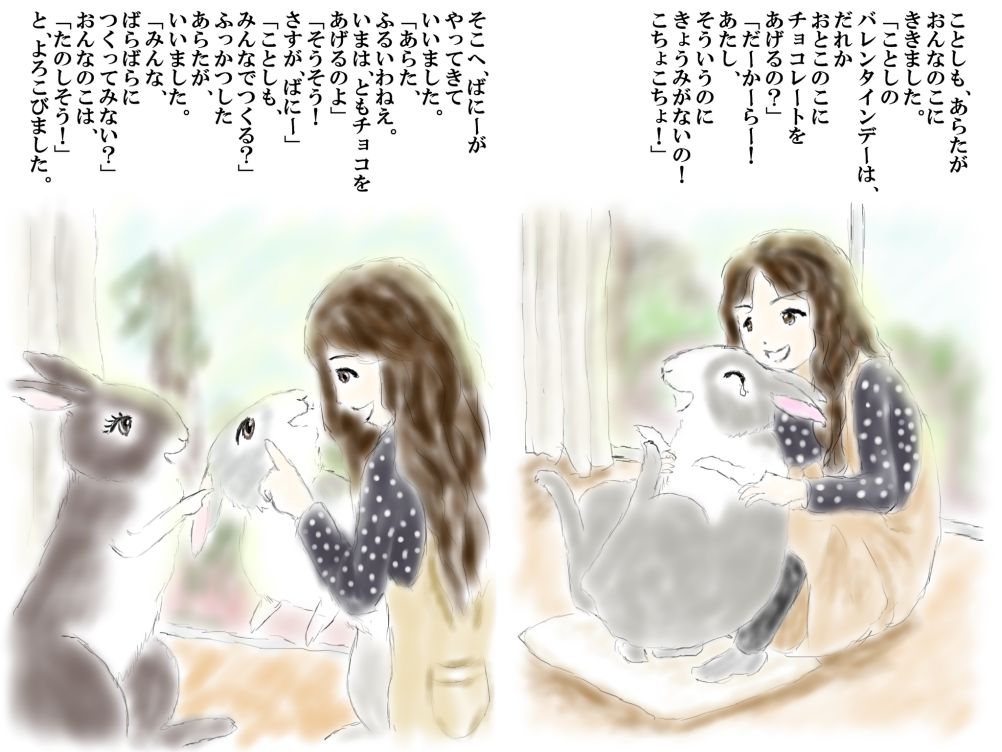 ことしも、あらたが
おんなのこに
ききました。
「ことしの
バレンタインデーは、
だれか
おとこのこに
チョコレートを
あげるの？」
「だーかーらー！
あたし、
そういうのに
きょうみがないの！
こちょこちょ！」
そこへ、ばにーが
やってきて
いいました。
「あらた、
ふるいわねえ。
いまは、ともチョコを
あげるのよ」
「そうそう！
さすが、ばにー」
「ことしも、
みんなでつくる？」
ふっかつした
あらたが、
いいました。
「みんな、
ばらばらに
つくってみない？」
おんなのこは、
「たのしそう！」
と、よろこびました。